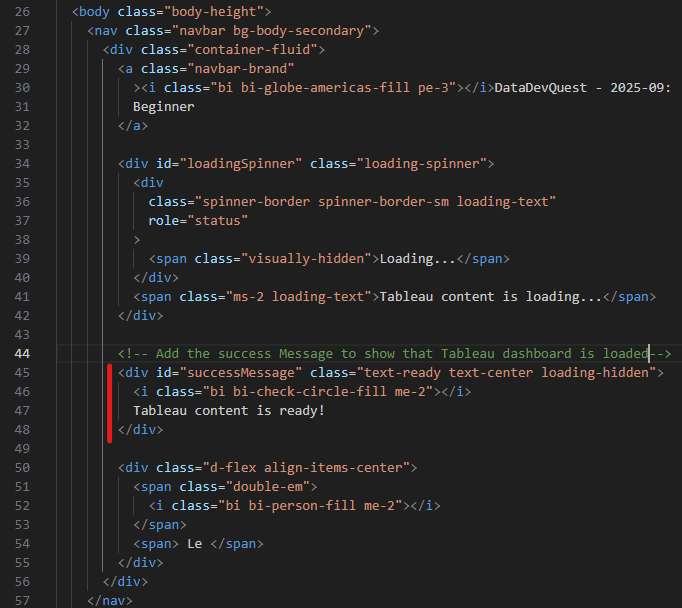 26 <body class="body-height">
27 <nav class="navbar bg-body-secondary">
28 <div class="container-fluid">
29 <a class="navbar-brand"
30 ><i class="bi bi-globe-americas-fill pe-3"></i>DataDevQuest - 2025-09:
31 Beginner
32 </a>
33
34 <div id="loadingSpinner" class="loading-spinner">
35 <div
36 class="spinner-border spinner-border-sm loading-text"
37 role="status"
38 >
39 <span class="visually-hidden">Loading...</span>
40 </div>
41 <span class="ms-2 loading-text">Tableau content is loading...</span>
42 </div>
43
44 <!-- Add the success Message to show that Tableau dashboard is loaded-->
45 <div id="successMessage" class="text-ready text-center loading-hidden">
46 <i class="bi bi-check-circle-fill me-2"></i>
47 Tableau content is ready!
48 </div>
49
50 <div class="d-flex align-items-center">
51 <span class="double-em">
52 <i class="bi bi-person-fill me-2"></i>
53 </span>
54 <span> Le </span>
55 </div>
56 </div>
57 </nav>